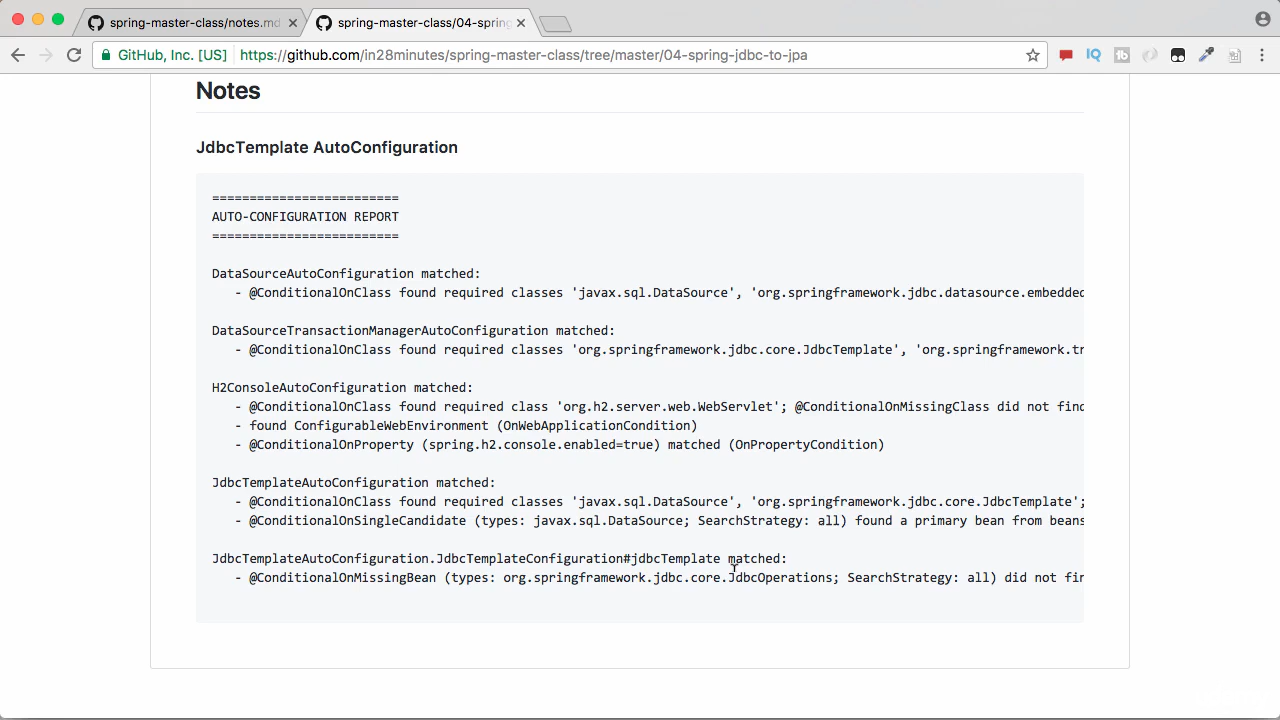 spring-master-class/notes.md
spring-master-class/04-spring
GitHub, Inc. [US]
https://github.com/in28minutes/spring-master-class/tree/master/04-spring-jdbc-to-jpa
Notes
JdbcTemplate AutoConfiguration
=========================
AUTO-CONFIGURATION REPORT
=========================
DataSourceAutoConfiguration matched:
- @ConditionalOnClass found required classes 'javax.sql.DataSource', 'org.springframework.jdbc.datasource.embedded
DataSourceTransactionManagerAutoConfiguration matched:
- @ConditionalOnClass found required classes 'org.springframework.jdbc.core.JdbcTemplate', 'org.springframework.tr
H2ConsoleAutoConfiguration matched:
- @ConditionalOnClass found required class 'org.h2.server.web.WebServlet'; @ConditionalOnMissingClass did not find
- found ConfigurableWebEnvironment (OnWebApplicationCondition)
- @ConditionalOnProperty (spring.h2.console.enabled=true) matched (OnPropertyCondition)
JdbcTemplateAutoConfiguration matched:
- @ConditionalOnClass found required classes 'javax.sql.DataSource', 'org.springframework.jdbc.core.JdbcTemplate';
- @ConditionalOnSingleCandidate (types: javax.sql.DataSource; SearchStrategy: all) found a primary bean from beans
JdbcTemplateAutoConfiguration.JdbcTemplateConfiguration#jdbcTemplate matched:
- @ConditionalOnMissingBean (types: org.springframework.jdbc.core.JdbcOperations; SearchStrategy: all) did not fin